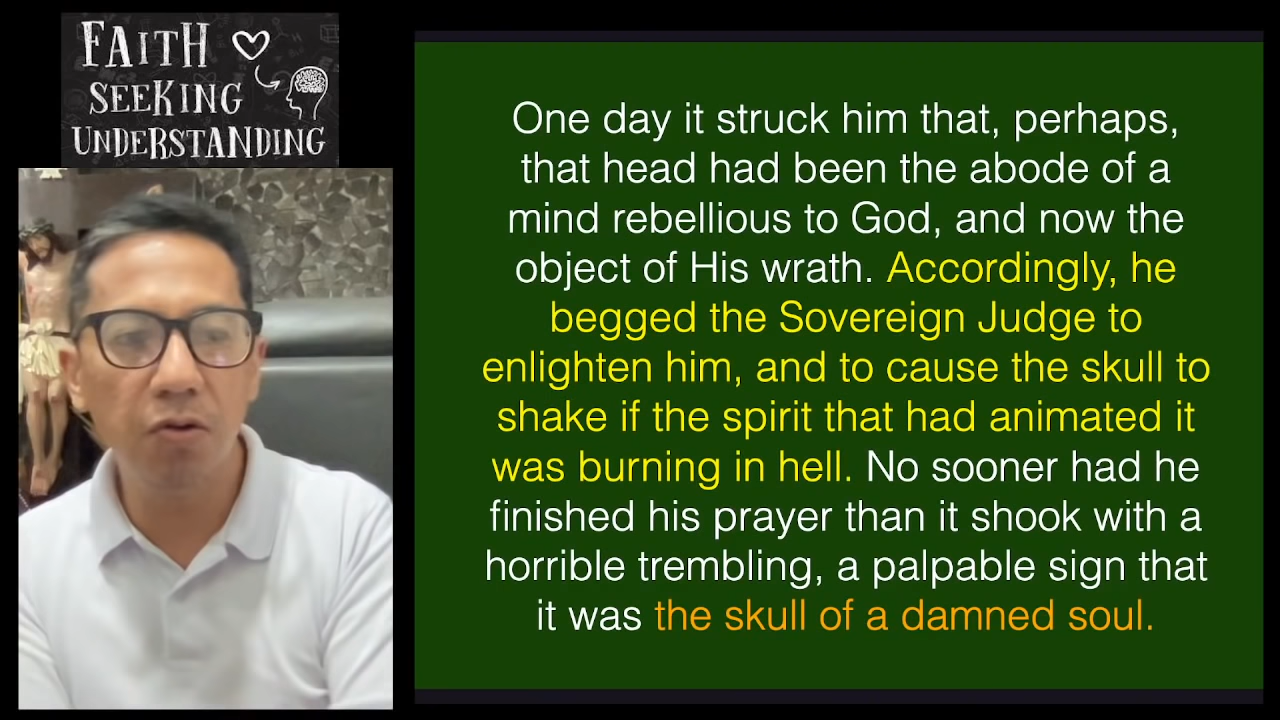 FAITH
SEEKING
UNDERSTANDING
One day it struck him that, perhaps,
that head had been the abode of a
mind rebellious to God, and now the
object of His wrath. Accordingly, he
begged the Sovereign Judge to
enlighten him, and to cause the skull to
shake if the spirit that had animated it
was burning in hell. No sooner had he
finished his prayer than it shook with a
horrible trembling, a palpable sign that
it was the skull of a damned soul.